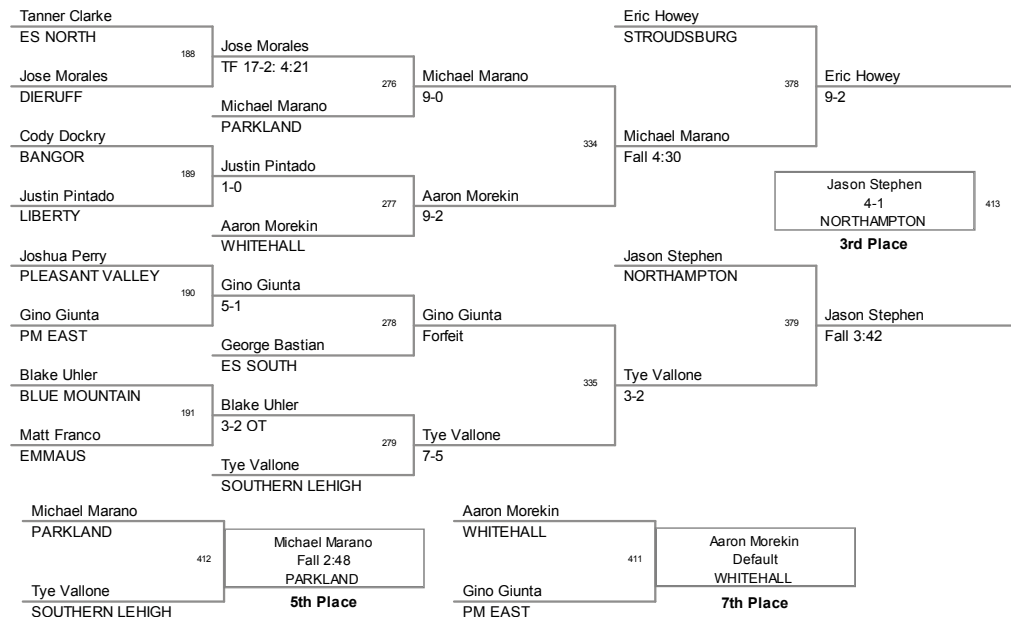 Tanner Clarke
ES NORTH
188
Jose Morales
DIERUFF
Jose Morales
TF 17-2: 4:21
276
Michael Marano
PARKLAND
Cody Dockry
BANGOR
189
Justin Pintado
LIBERTY
Justin Pintado
1-0
277
Aaron Morekin
WHITEHALL
Michael Marano
9-0
334
Aaron Morekin
9-2
Joshua Perry
PLEASANT VALLEY
190
Gino Giunta
PM EAST
Gino Giunta
5-1
278
George Bastian
ES SOUTH
Blake Uhler
BLUE MOUNTAIN
191
Matt Franco
EMMAUS
Blake Uhler
3-2 OT
279
Tye Vallone
SOUTHERN LEHIGH
Gino Giunta
Forfeit
335
Tye Vallone
7-5
Eric Howey
STROUDSBURG
378
Michael Marano
Fall 4:30
Eric Howey
9-2
Jason Stephen
4-1
NORTHAMPTON
413
3rd Place
Jason Stephen
NORTHAMPTON
379
Tye Vallone
3-2
Jason Stephen
Fall 3:42
Michael Marano
PARKLAND
412
Tye Vallone
SOUTHERN LEHIGH
Michael Marano
Fall 2:48
PARKLAND
5th Place
Aaron Morekin
WHITEHALL
411
Gino Giunta
PM EAST
Aaron Morekin
Default
WHITEHALL
7th Place